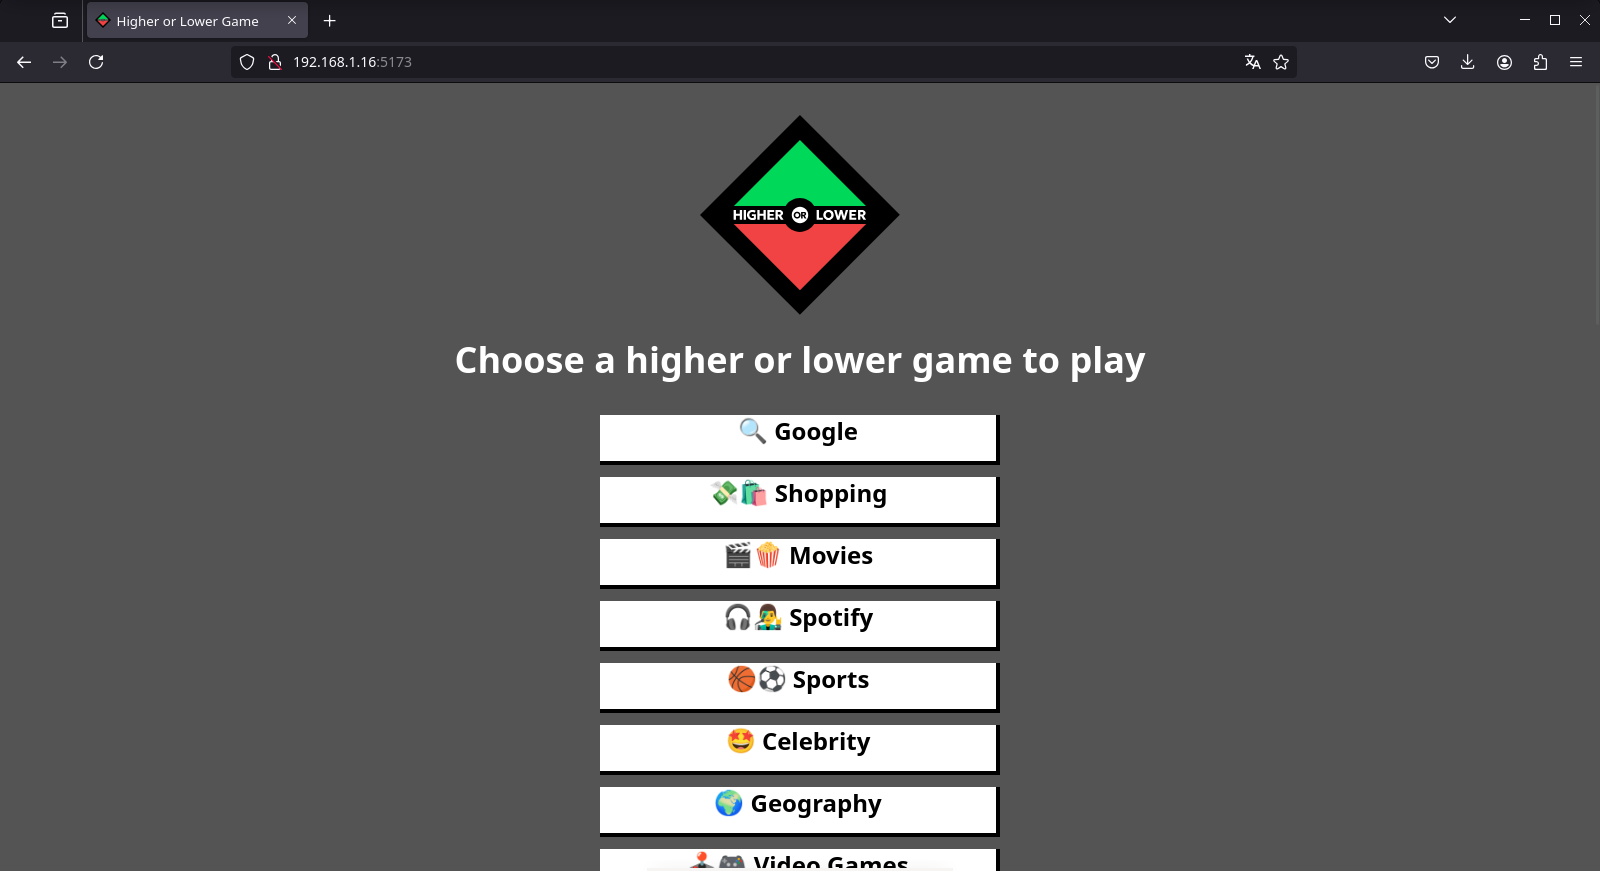 Higher or Lower Game
192.168.1.16:5173
HIGHER OR LOWER
Choose a higher or lower game to play
🔍 Google
💸🛍️ Shopping
🎬🍿 Movies
🎧👨‍🎤 Spotify
🏀⚽ Sports
🤩 Celebrity
🌍 Geography
🕹️🎮 Video Games